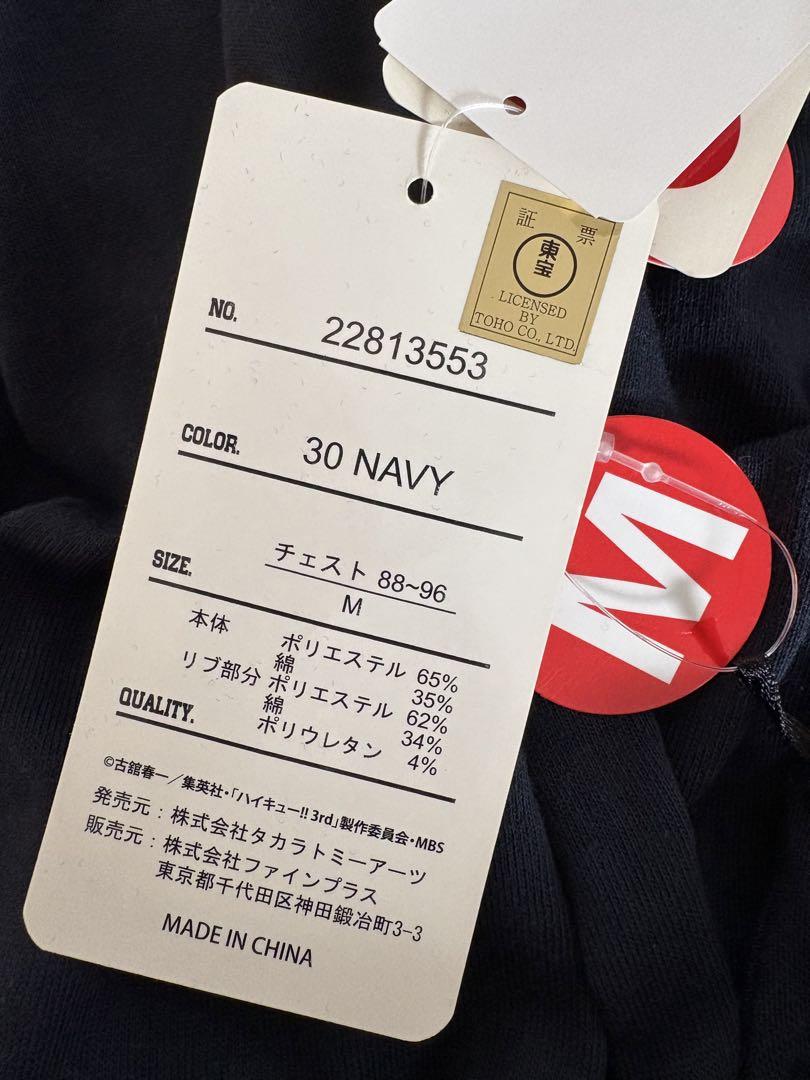 証 票
東宝
LICENSED
BY
TOHO CO., LTD.
NO. 22813553
COLOR. 30 NAVY
SIZE. チェスト 88~96
M
本体 ポリエステル 65%
綿 35%
リブ部分 ポリエステル 62%
綿 34%
QUALITY. ポリウレタン 4%
©古舘春一/集英社・「ハイキュー!! 3rd」製作委員会・MBS
発売元:株式会社タカラトミーアーツ
販売元:株式会社ファインプラス
東京都千代田区神田鍛冶町3-3
MADE IN CHINA
M